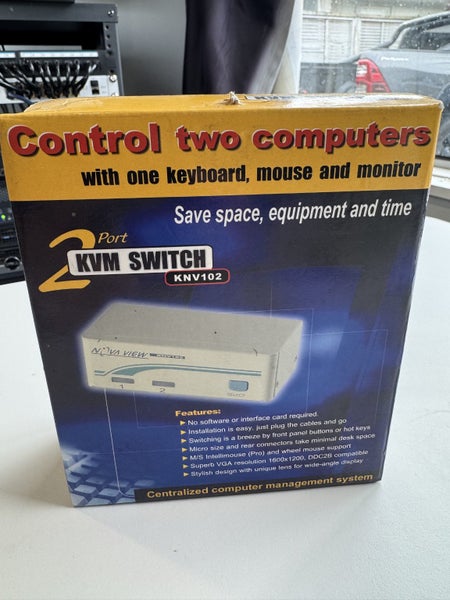 KVM SWITCH
Control two computers
with one keyboard, mouse and monitor
Save space, equipment and time
2 Port
KVM SWITCH
KNV102
NOVA VIEW KNV102
1 2
SELECT
Features:
► No software or interface card required.
► Installation is easy, just plug the cables and go
► Switching is a breeze by front panel buttons or hot keys
► Micro size and rear connectors take minimal desk space
► M/S Intellimouse (Pro) and wheel mouse support
► Superb VGA resolution 1600x1200, DDC2B compatible
► Stylish design with unique lens for wide-angle display
Centralized computer management system